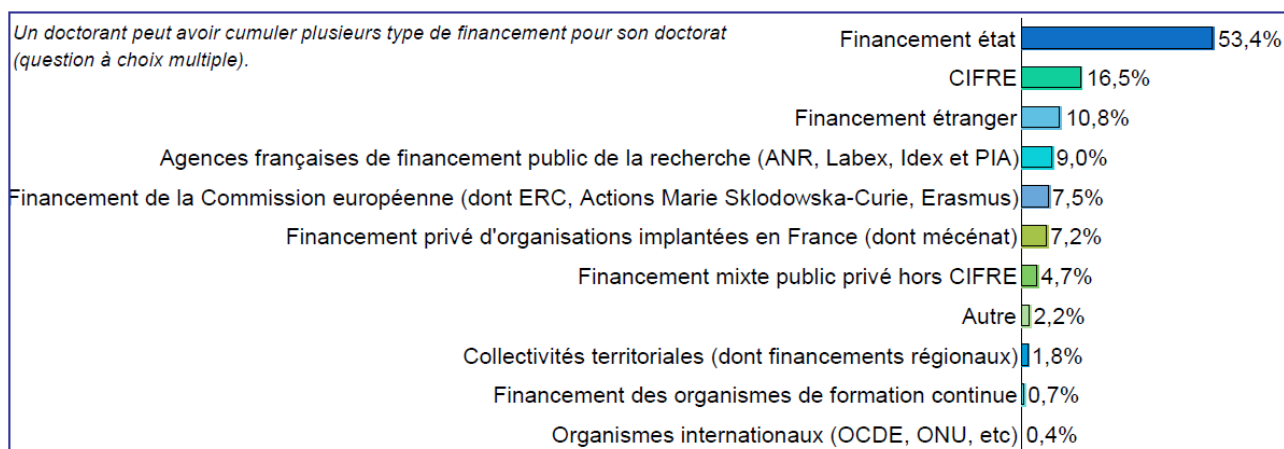 Un doctorant peut avoir cumuler plusieurs type de financement pour son doctorat
(question à choix multiple).
Financement état 53,4%
CIFRE 16,5%
Financement étranger 10,8%
Agences françaises de financement public de la recherche (ANR, Labex, Idex et PIA) 9,0%
Financement de la Commission européenne (dont ERC, Actions Marie Sklodowska-Curie, Erasmus) 7,5%
Financement privé d'organisations implantées en France (dont mécénat) 7,2%
Financement mixte public privé hors CIFRE 4,7%
Autre 2,2%
Collectivités territoriales (dont financements régionaux) 1,8%
Financement des organismes de formation continue 0,7%
Organismes internationaux (OCDE, ONU, etc) 0,4%